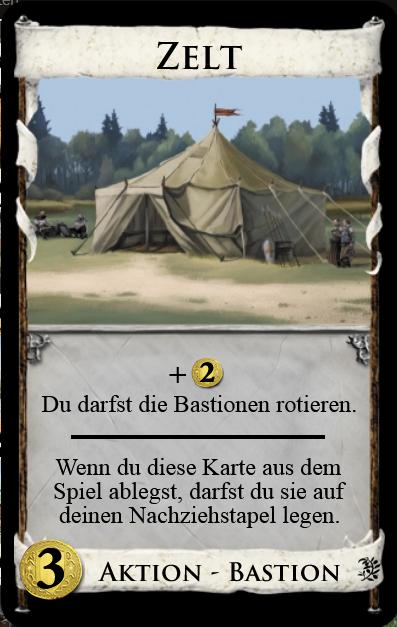 ZELT
+ 2
Du darfst die Bastionen rotieren.
Wenn du diese Karte aus dem
Spiel ablegst, darfst du sie auf
deinen Nachziehstapel legen.
3 AKTION - BASTION